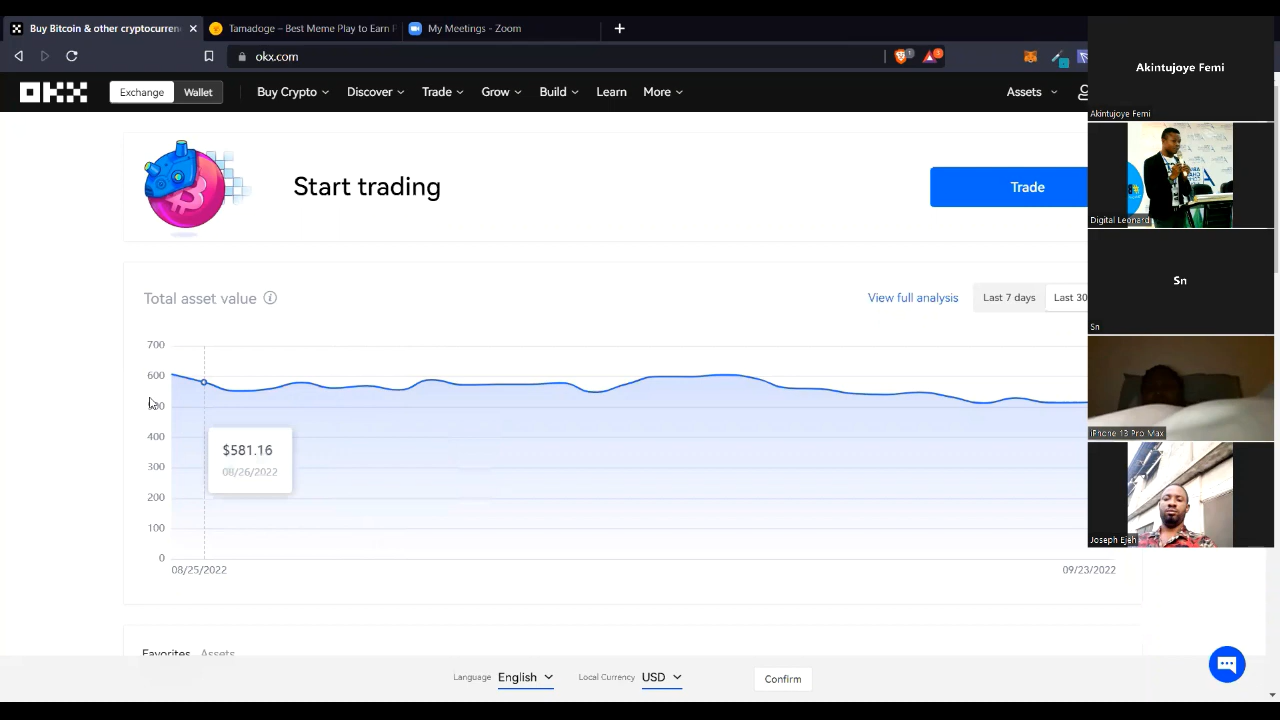 Buy Bitcoin & other cryptocurren
Tamadoge – Best Meme Play to Earn P
My Meetings - Zoom
okx.com
OKX
Exchange
Wallet
Buy Crypto
Discover
Trade
Grow
Build
Learn
More
Assets
Start trading
Trade
Total asset value
View full analysis
Last 7 days
Last 30
700
600
400
300
200
100
0
$581.16
08/26/2022
08/25/2022
09/23/2022
Favorites
Assets
Language
English
Local Currency
USD
Confirm
Akintujoye Femi
Akintujoye Femi
Digital Leonard
Sn
Sn
iPhone 13 Pro Max
Joseph Ejeh